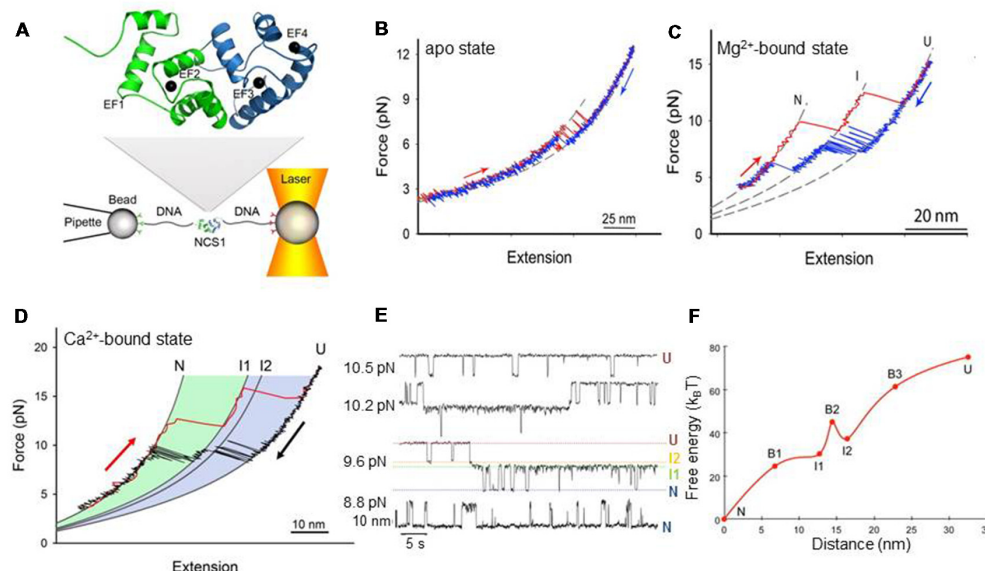 A
EF4
EF2
EF3
EF1
Laser
Bead
DNA
DNA
Pipette
NCS1
B
apo state
Force (pN)
12
9
6
3
0
25 nm
Extension
C
Mg²⁺-bound state
U
I
N
Force (pN)
15
10
5
0
20 nm
Extension
D
Ca²⁺-bound state
N
I1
I2
U
Force (pN)
20
15
10
5
0
10 nm
Extension
E
10.5 pN
U
10.2 pN
U
9.6 pN
I2
I1
N
8.8 pN
N
10 nm
5 s
F
Free energy (kBT)
80
60
40
20
0
N
B1
I1
B2
I2
B3
U
0
5
10
15
20
25
30
Distance (nm)